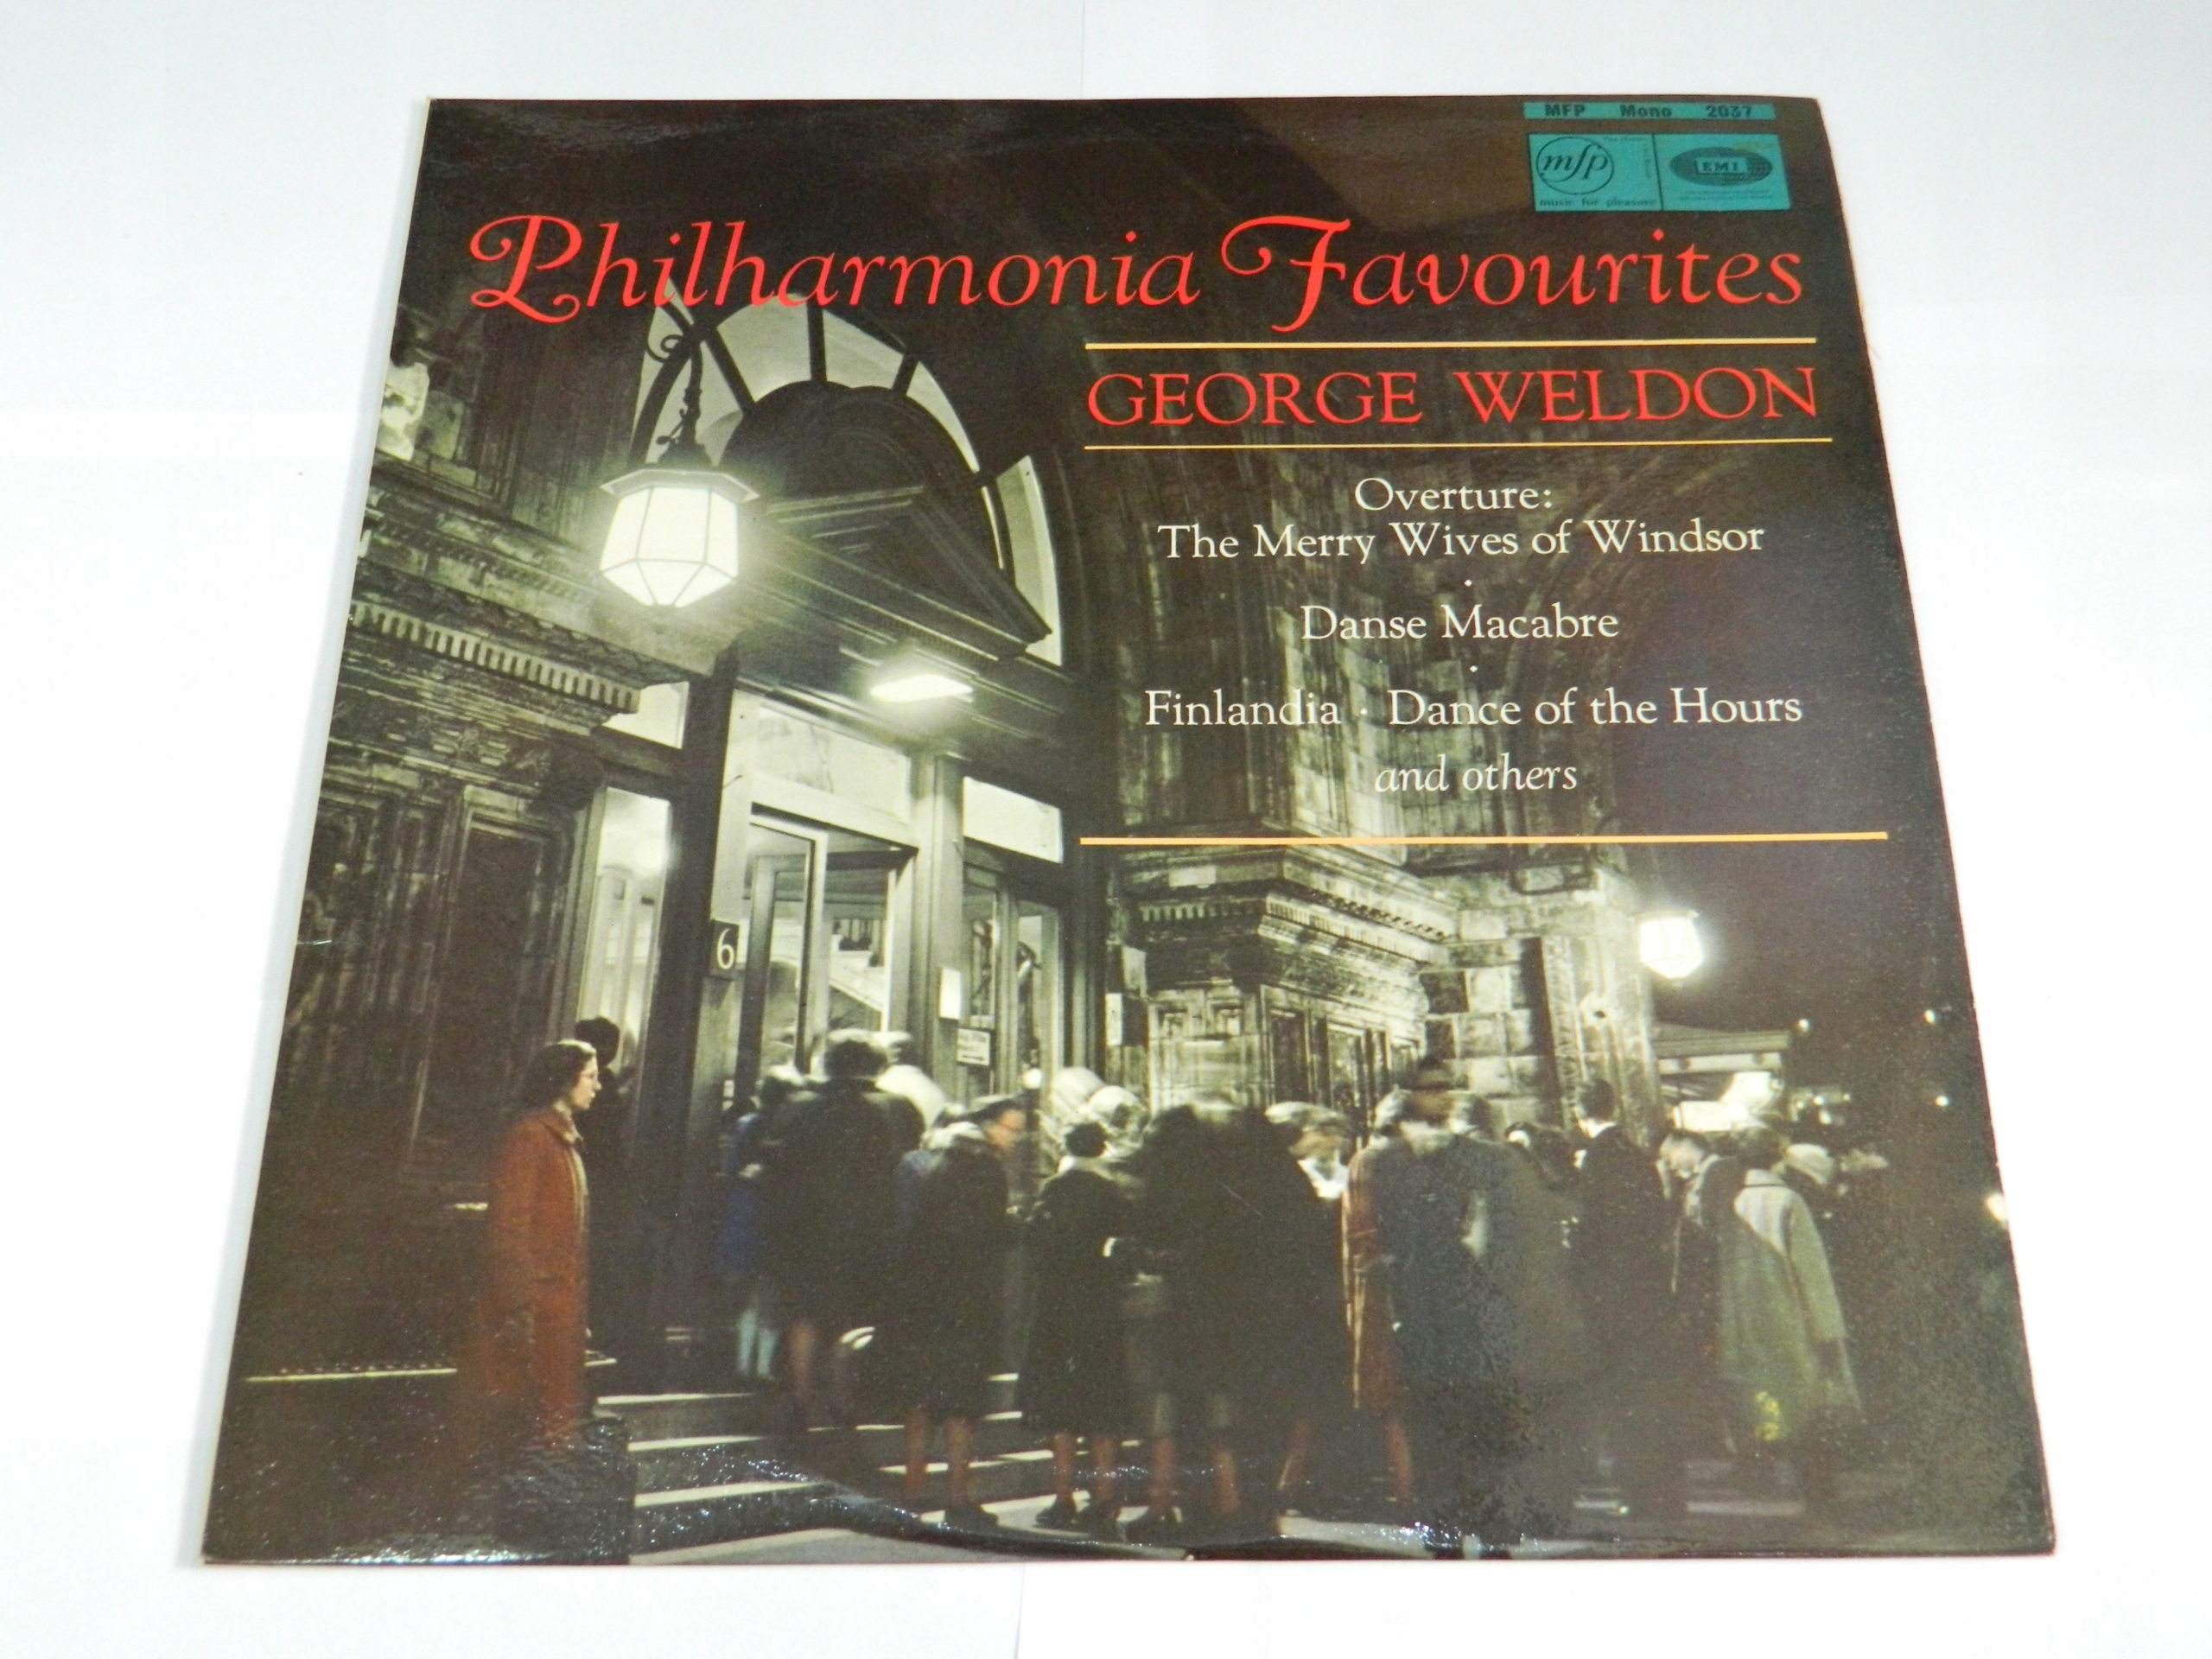 MFP Mono 2037
mfp
EMI
music for pleasure
Philharmonia Favourites
GEORGE WELDON
Overture:
The Merry Wives of Windsor
Danse Macabre
Finlandia · Dance of the Hours
and others
6